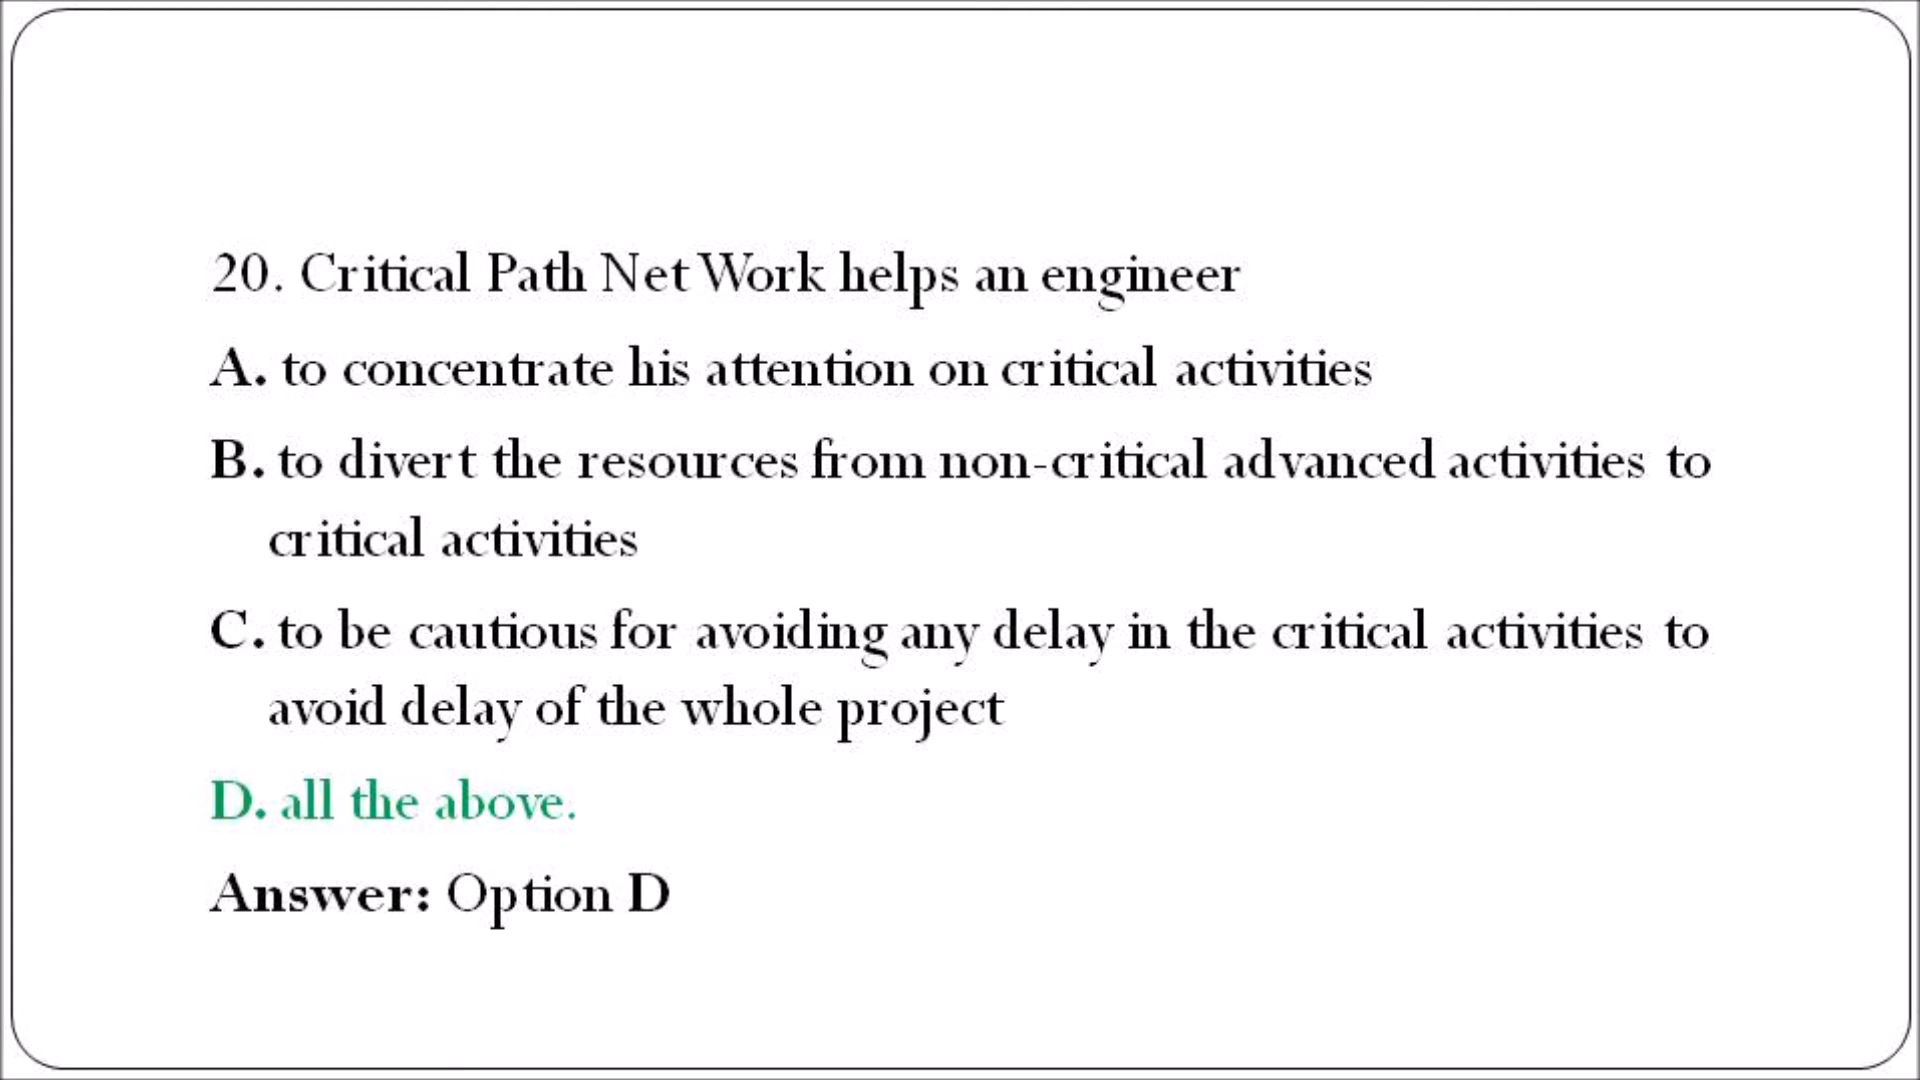 20. Critical Path Net Work helps an engineer
A. to concentrate his attention on critical activities
B. to divert the resources from non-critical advanced activities to
critical activities
C. to be cautious for avoiding any delay in the critical activities to
avoid delay of the whole project
D. all the above.
Answer: Option D